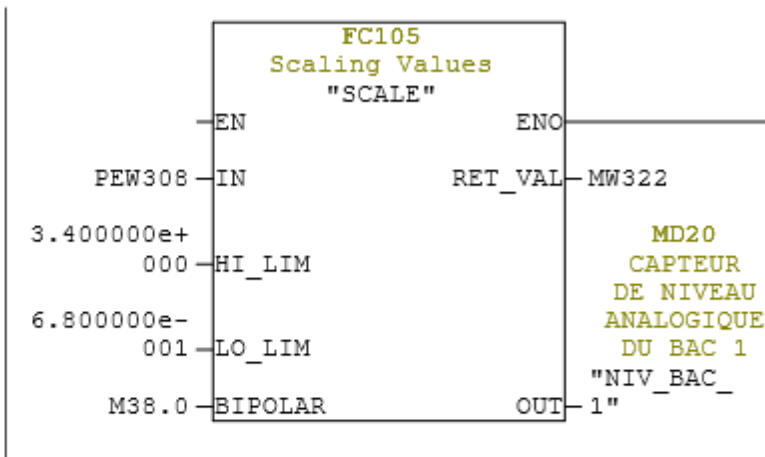 FC105
Scaling Values
"SCALE"
EN ENO
PEW308 IN RET_VAL MW322
3.400000e+ MD20
000 HI_LIM CAPTEUR
DE NIVEAU
6.800000e- ANALOGIQUE
001 LO_LIM DU BAC 1
"NIV_BAC_
M38.0 BIPOLAR OUT 1"